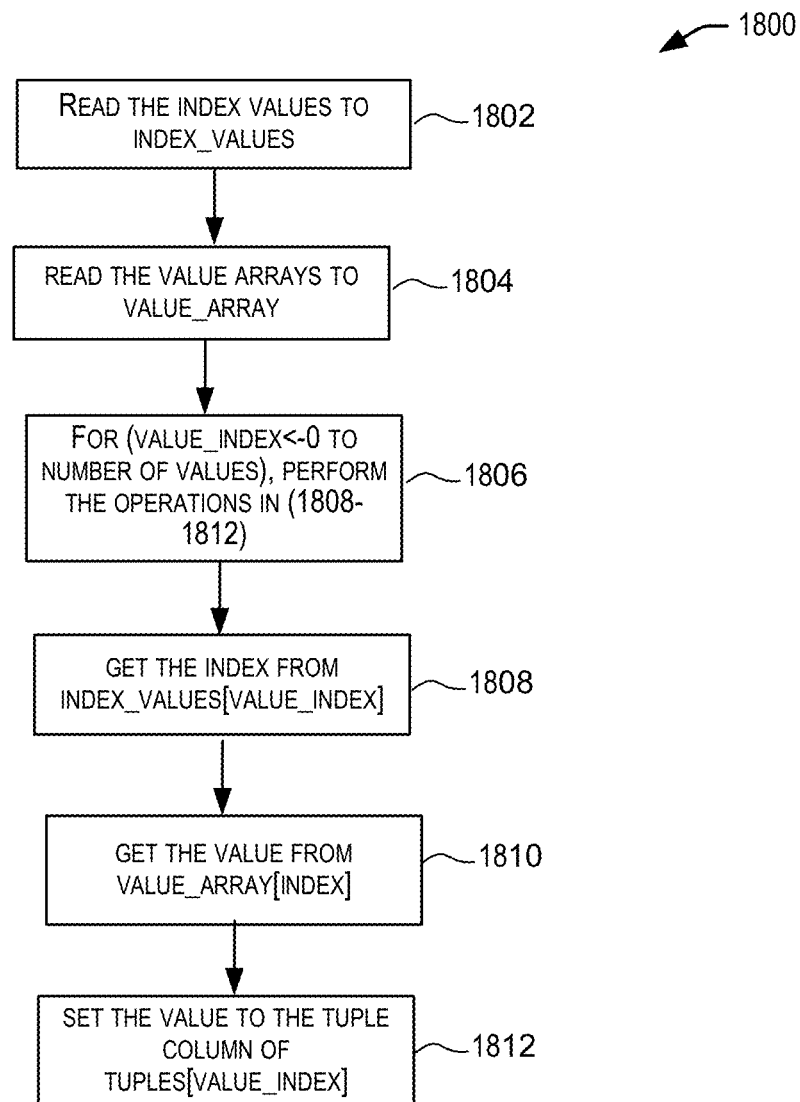 1800
READ THE INDEX VALUES TO
INDEX_VALUES
1802
READ THE VALUE ARRAYS TO
VALUE_ARRAY
1804
FOR (VALUE_INDEX<-0 TO
NUMBER OF VALUES), PERFORM
THE OPERATIONS IN (1808-
1812)
1806
GET THE INDEX FROM
INDEX_VALUES[VALUE_INDEX]
1808
GET THE VALUE FROM
VALUE_ARRAY[INDEX]
1810
SET THE VALUE TO THE TUPLE
COLUMN OF
TUPLES[VALUE_INDEX]
1812